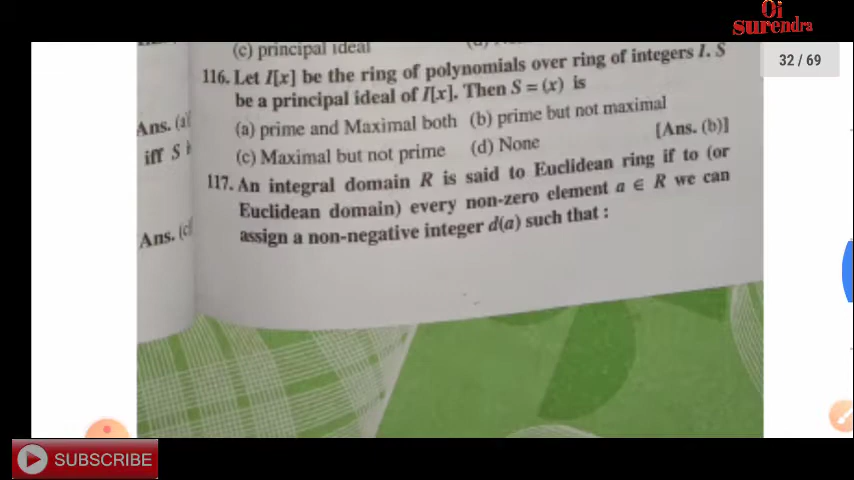 Oi
surendra
32 / 69
(c) principal ideal
116. Let I[x] be the ring of polynomials over ring of integers I. S
be a principal ideal of I[x]. Then S = (x) is
(a) prime and Maximal both (b) prime but not maximal
(c) Maximal but not prime (d) None [Ans. (b)]
117. An integral domain R is said to Euclidean ring if to (or
Euclidean domain) every non-zero element a ∈ R we can
assign a non-negative integer d(a) such that :
Ans. (a)
iff S
Ans. (c)
SUBSCRIBE